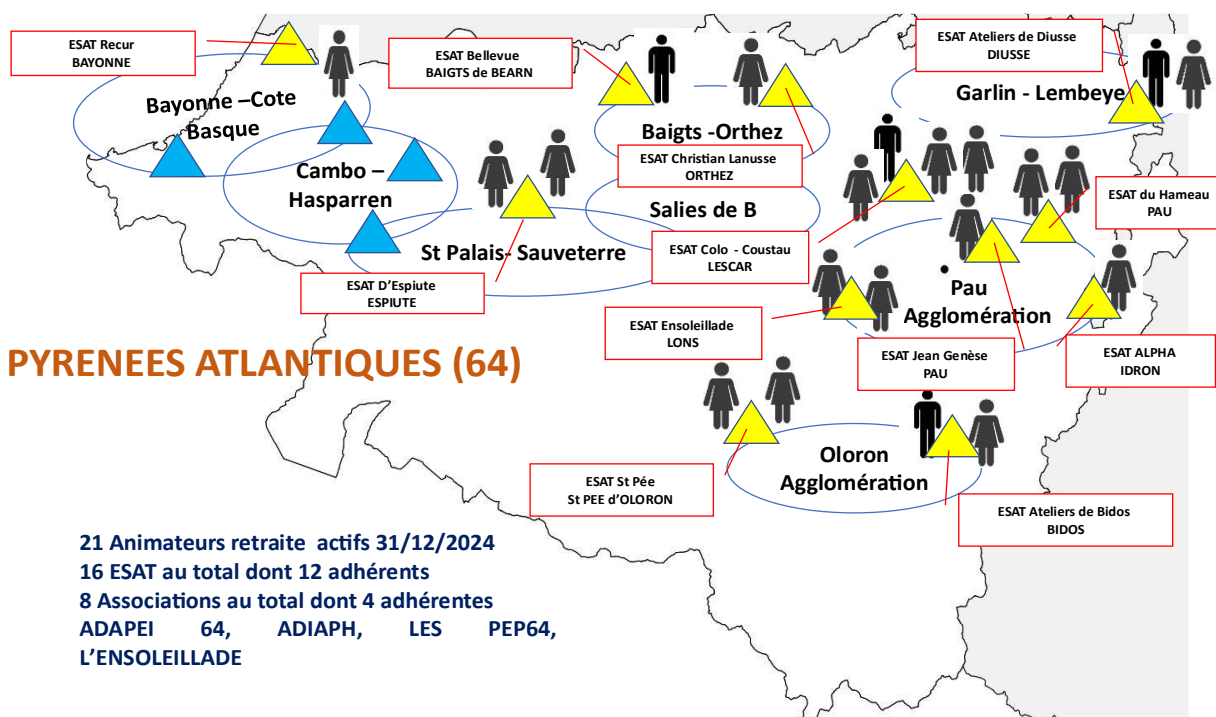 ESAT Recur
BAYONNE
ESAT Bellevue
BAIGTS de BEARN
ESAT Ateliers de Diusse
DIUSSE
Bayonne –Cote
Basque
Baigts -Orthez
Garlin - Lembeye
ESAT Christian Lanusse
ORTHEZ
Cambo –
Hasparren
Salies de B
ESAT du Hameau
PAU
St Palais- Sauveterre
ESAT Colo - Coustau
LESCAR
ESAT D'Espiute
ESPIUTE
• Pau
Agglomération
ESAT Ensoleillade
LONS
ESAT Jean Genèse
PAU
ESAT ALPHA
IDRON
PYRENEES ATLANTIQUES (64)
Oloron
Agglomération
ESAT St Pée
St PEE d'OLORON
ESAT Ateliers de Bidos
BIDOS
21 Animateurs retraite actifs 31/12/2024
16 ESAT au total dont 12 adhérents
8 Associations au total dont 4 adhérentes
ADAPEI 64, ADIAPH, LES PEP64,
L'ENSOLEILLADE